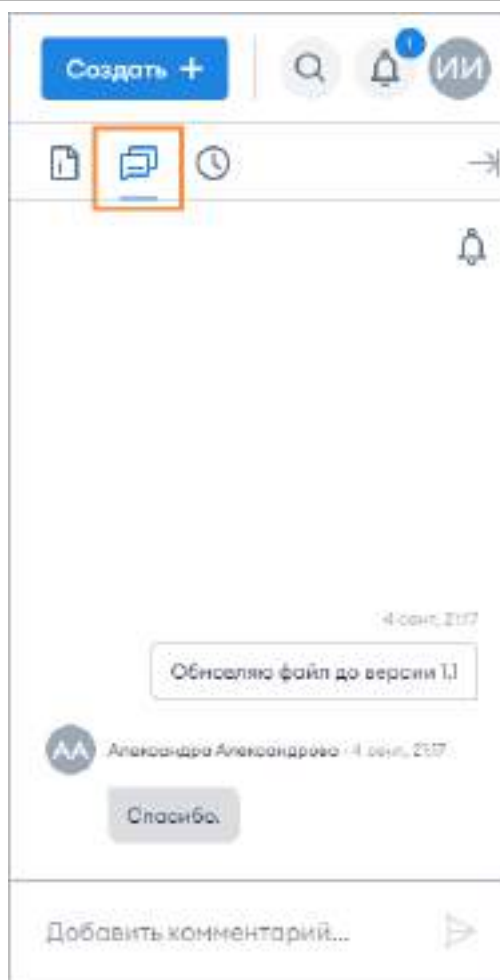 Создать +
1
ИИ
4 сент, 21:17
Обновляю файл до версии 1.1
АА Александра Александрова · 4 сент, 21:17
Спасибо.
Добавить комментарий...